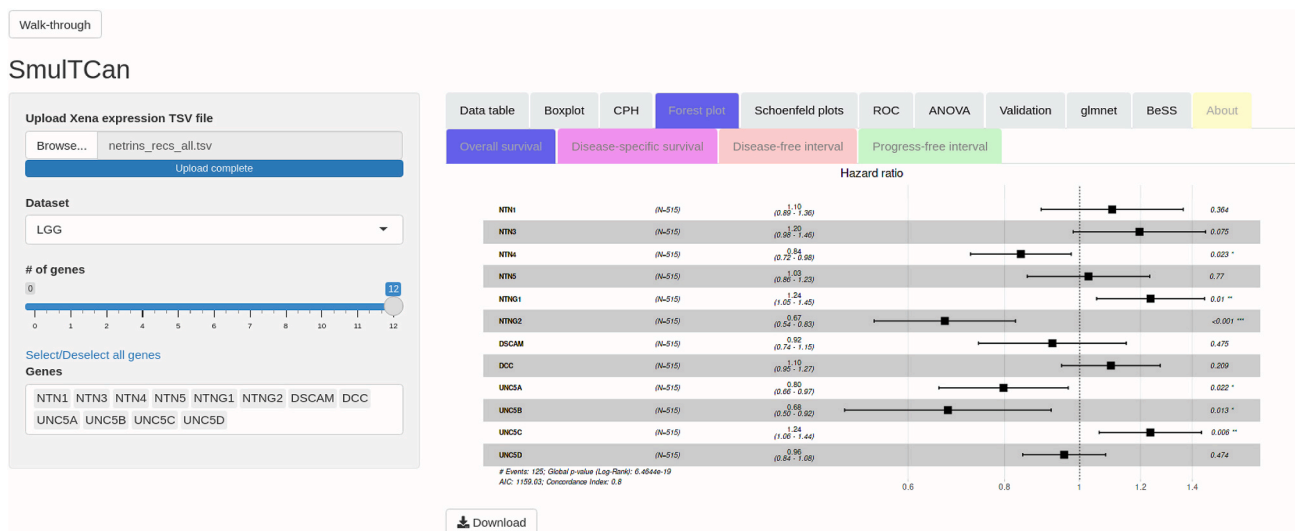 Walk-through
SmulTCan
Upload Xena expression TSV file
Browse... netrins_recs_all.tsv
Upload complete
Dataset
LGG
# of genes
0 12
0 1 2 4 5 6 7 8 10 11 12
Select/Deselect all genes
Genes
NTN1 NTN3 NTN4 NTN5 NTNG1 NTNG2 DSCAM DCC
UNC5A UNC5B UNC5C UNC5D
Data table Boxplot CPH Forest plot Schoenfeld plots ROC ANOVA Validation glmnet BeSS About
Overall survival Disease-specific survival Disease-free interval Progress-free interval
Hazard ratio
NTN1 (N=515) 1.10 (0.89 - 1.36) 0.364
NTN3 (N=515) 1.20 (0.98 - 1.46) 0.075
NTN4 (N=515) 0.84 (0.72 - 0.98) 0.023 *
NTN5 (N=515) 1.03 (0.86 - 1.23) 0.77
NTNG1 (N=515) 1.24 (1.05 - 1.45) 0.01 **
NTNG2 (N=515) 0.67 (0.54 - 0.83) <0.001 ***
DSCAM (N=515) 0.92 (0.74 - 1.15) 0.475
DCC (N=515) 1.10 (0.95 - 1.27) 0.209
UNC5A (N=515) 0.80 (0.66 - 0.97) 0.022 *
UNC5B (N=515) 0.68 (0.50 - 0.92) 0.013 *
UNC5C (N=515) 1.24 (1.06 - 1.44) 0.006 **
UNC5D (N=515) 0.96 (0.84 - 1.08) 0.474
# Events: 125; Global p-value (Log-Rank): 6.4644e-19
AIC: 1159.03; Concordance Index: 0.8
0.6 0.8 1 1.2 1.4
Download